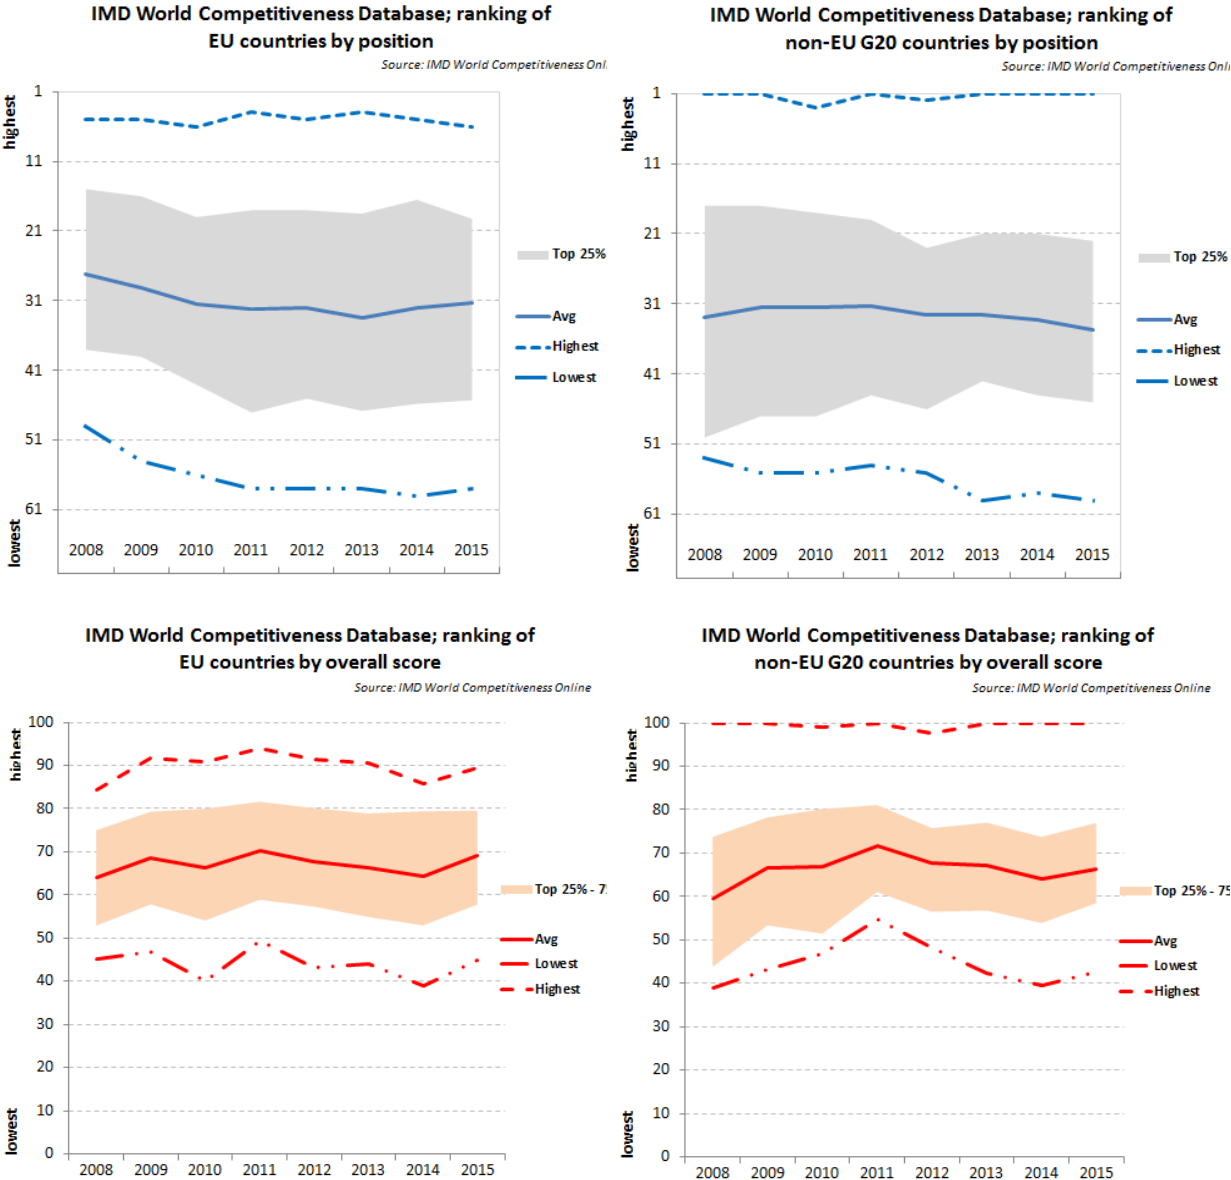 IMD World Competitiveness Database; ranking of
EU countries by position
Source: IMD World Competitiveness Onl
highest
1
11
21
31
41
51
61
lowest
2008 2009 2010 2011 2012 2013 2014 2015
Top 25%
Avg
Highest
Lowest
IMD World Competitiveness Database; ranking of
non-EU G20 countries by position
Source: IMD World Competitiveness Onl
highest
1
11
21
31
41
51
61
lowest
2008 2009 2010 2011 2012 2013 2014 2015
Top 25%
Avg
Highest
Lowest
IMD World Competitiveness Database; ranking of
EU countries by overall score
Source: IMD World Competitiveness Online
highest
100
90
80
70
60
50
40
30
20
10
0
lowest
2008 2009 2010 2011 2012 2013 2014 2015
Top 25% - 7
Avg
Lowest
Highest
IMD World Competitiveness Database; ranking of
non-EU G20 countries by overall score
Source: IMD World Competitiveness Online
highest
100
90
80
70
60
50
40
30
20
10
0
lowest
2008 2009 2010 2011 2012 2013 2014 2015
Top 25% - 75
Avg
Lowest
Highest